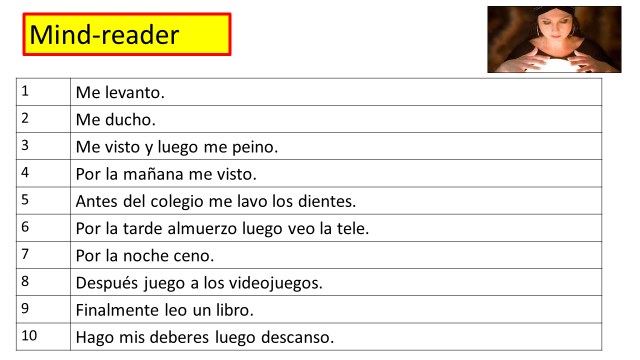 Mind-reader
1 Me levanto.
2 Me ducho.
3 Me visto y luego me peino.
4 Por la mañana me visto.
5 Antes del colegio me lavo los dientes.
6 Por la tarde almuerzo luego veo la tele.
7 Por la noche ceno.
8 Después juego a los videojuegos.
9 Finalmente leo un libro.
10 Hago mis deberes luego descanso.